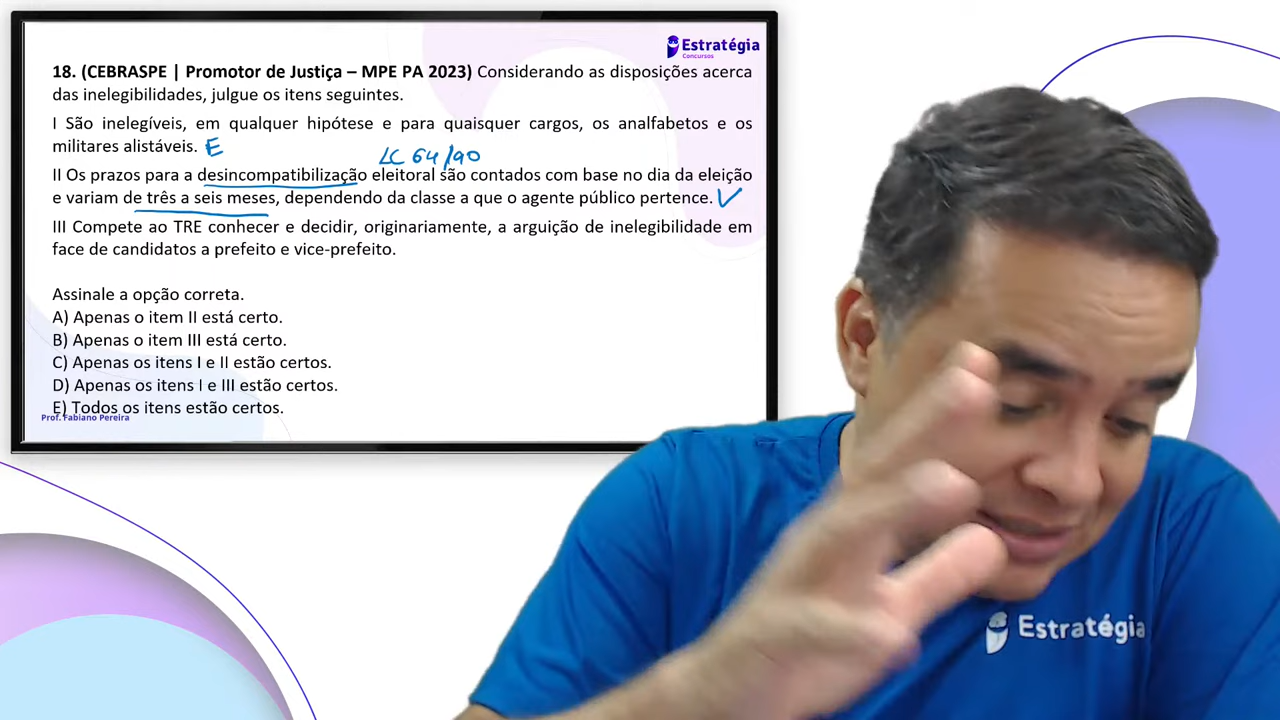 Estratégia
Concursos
18. (CEBRASPE | Promotor de Justiça – MPE PA 2023) Considerando as disposições acerca
das inelegibilidades, julgue os itens seguintes.
I São inelegíveis, em qualquer hipótese e para quaisquer cargos, os analfabetos e os
militares alistáveis. E
LC 64/90
II Os prazos para a desincompatibilização eleitoral são contados com base no dia da eleição
e variam de três a seis meses, dependendo da classe a que o agente público pertence.
III Compete ao TRE conhecer e decidir, originariamente, a arguição de inelegibilidade em
face de candidatos a prefeito e vice-prefeito.
Assinale a opção correta.
A) Apenas o item II está certo.
B) Apenas o item III está certo.
C) Apenas os itens I e II estão certos.
D) Apenas os itens I e III estão certos.
E) Todos os itens estão certos.
Prof. Fabiano Pereira
Estratégia